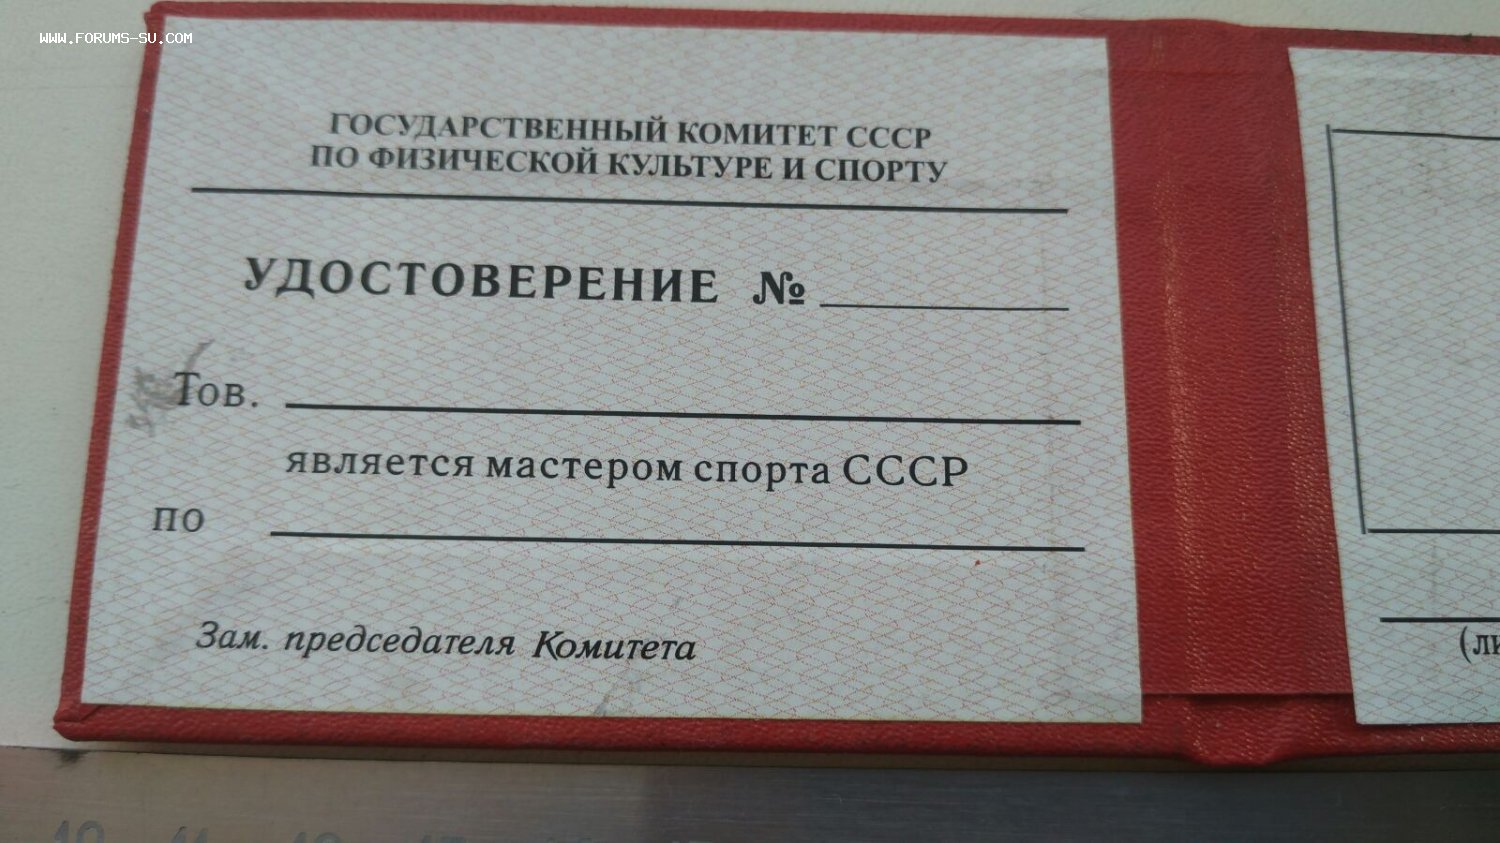 WWW.FORUMS-SU.COM
ГОСУДАРСТВЕННЫЙ КОМИТЕТ СССР
ПО ФИЗИЧЕСКОЙ КУЛЬТУРЕ И СПОРТУ
УДОСТОВЕРЕНИЕ №
Тов.
является мастером спорта СССР
по
Зам. председателя Комитета